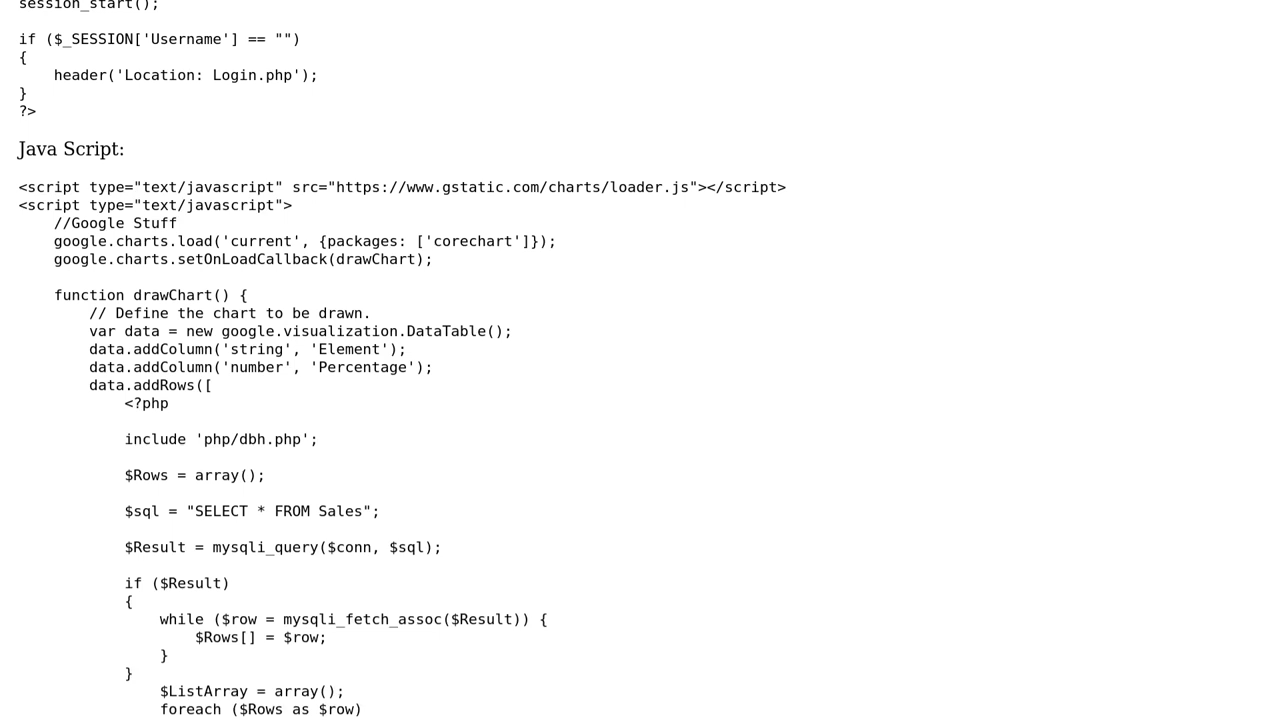 session_start();
if ($_SESSION['Username'] == "")
{
    header('Location: Login.php');
}
?>
Java Script:
<script type="text/javascript" src="https://www.gstatic.com/charts/loader.js"></script>
<script type="text/javascript">
    //Google Stuff
    google.charts.load('current', {packages: ['corechart']});
    google.charts.setOnLoadCallback(drawChart);
    function drawChart() {
        // Define the chart to be drawn.
        var data = new google.visualization.DataTable();
        data.addColumn('string', 'Element');
        data.addColumn('number', 'Percentage');
        data.addRows([
            <?php
            include 'php/dbh.php';
            $Rows = array();
            $sql = "SELECT * FROM Sales";
            $Result = mysqli_query($conn, $sql);
            if ($Result)
            {
                while ($row = mysqli_fetch_assoc($Result)) {
                    $Rows[] = $row;
                }
            }
                $ListArray = array();
                foreach ($Rows as $row)